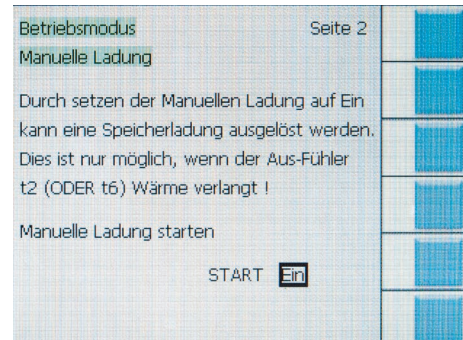 Betriebsmodus Seite 2
Manuelle Ladung
Durch setzen der Manuellen Ladung auf Ein
kann eine Speicherladung ausgelöst werden.
Dies ist nur möglich, wenn der Aus-Fühler
t2 (ODER t6) Wärme verlangt !
Manuelle Ladung starten
START Ein